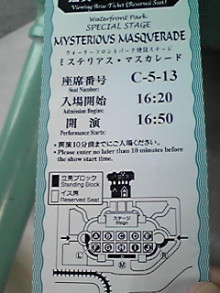 Viewing Area Ticket (Reserved Seat)
Waterfront Park
SPECIAL STAGE
MYSTERIOUS MASQUERADE
ウォーターフロントパーク特設ステージ
ミステリアス・マスカレード
座席番号 C-5-13
Seat Number:
入場開始 16:20
Seating Starts:
開演 16:50
Performance Starts:
・開演10分前までにご入場ください。
・Please enter no later than 10 minutes before
the show start time.
立見ブロック
Standing Block
イス席
Reserved Seat
ステージ
Stage
L M R